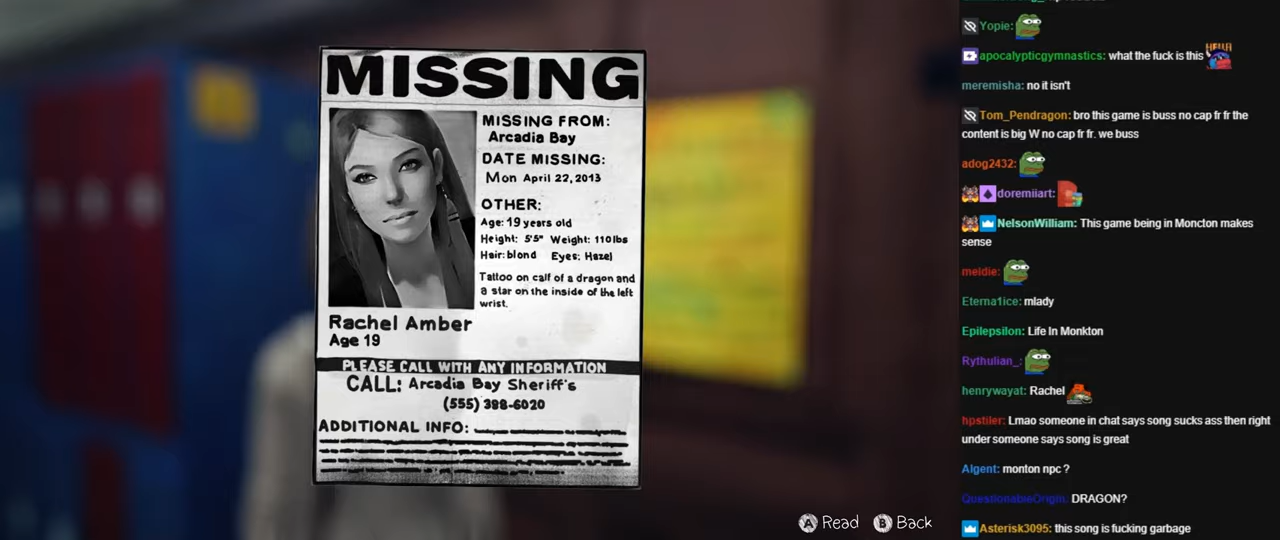 MISSING
MISSING FROM:
Arcadia Bay
DATE MISSING:
Mon April 22, 2013
OTHER:
Age: 19 years old
Height: 5'5" Weight: 110lbs
Hair: blond Eyes: Hazel
Tattoo on calf of a dragon and
a star on the inside of the left
wrist.
Rachel Amber
Age 19
PLEASE CALL WITH ANY INFORMATION
CALL: Arcadia Bay Sheriff's
(555) 398-6020
ADDITIONAL INFO:
A Read B Back
Yopie:
apocalypticgymnastics: what the fuck is this
meremisha: no it isn't
Tom_Pendragon: bro this game is buss no cap fr fr the
content is big W no cap fr fr. we buss
adog2432:
doremiiart:
NelsonWilliam: This game being in Moncton makes
sense
meldie:
Eterna1ice: mlady
Epilepsilon: Life In Monkton
Rythulian_:
henrywayat: Rachel
hpstiler: Lmao someone in chat says song sucks ass then right
under someone says song is great
Algent: monton npc ?
QuestionableOrigin: DRAGON?
Asterisk3095: this song is fucking garbage